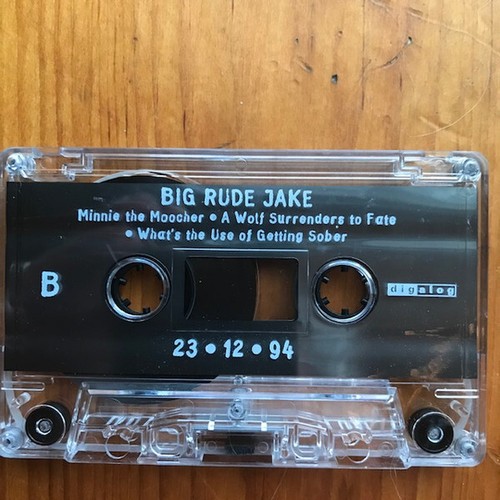 BIG RUDE JAKE
Minnie the Moocher • A Wolf Surrenders to Fate
• What's the Use of Getting Sober
B
digalog
23 • 12 • 94